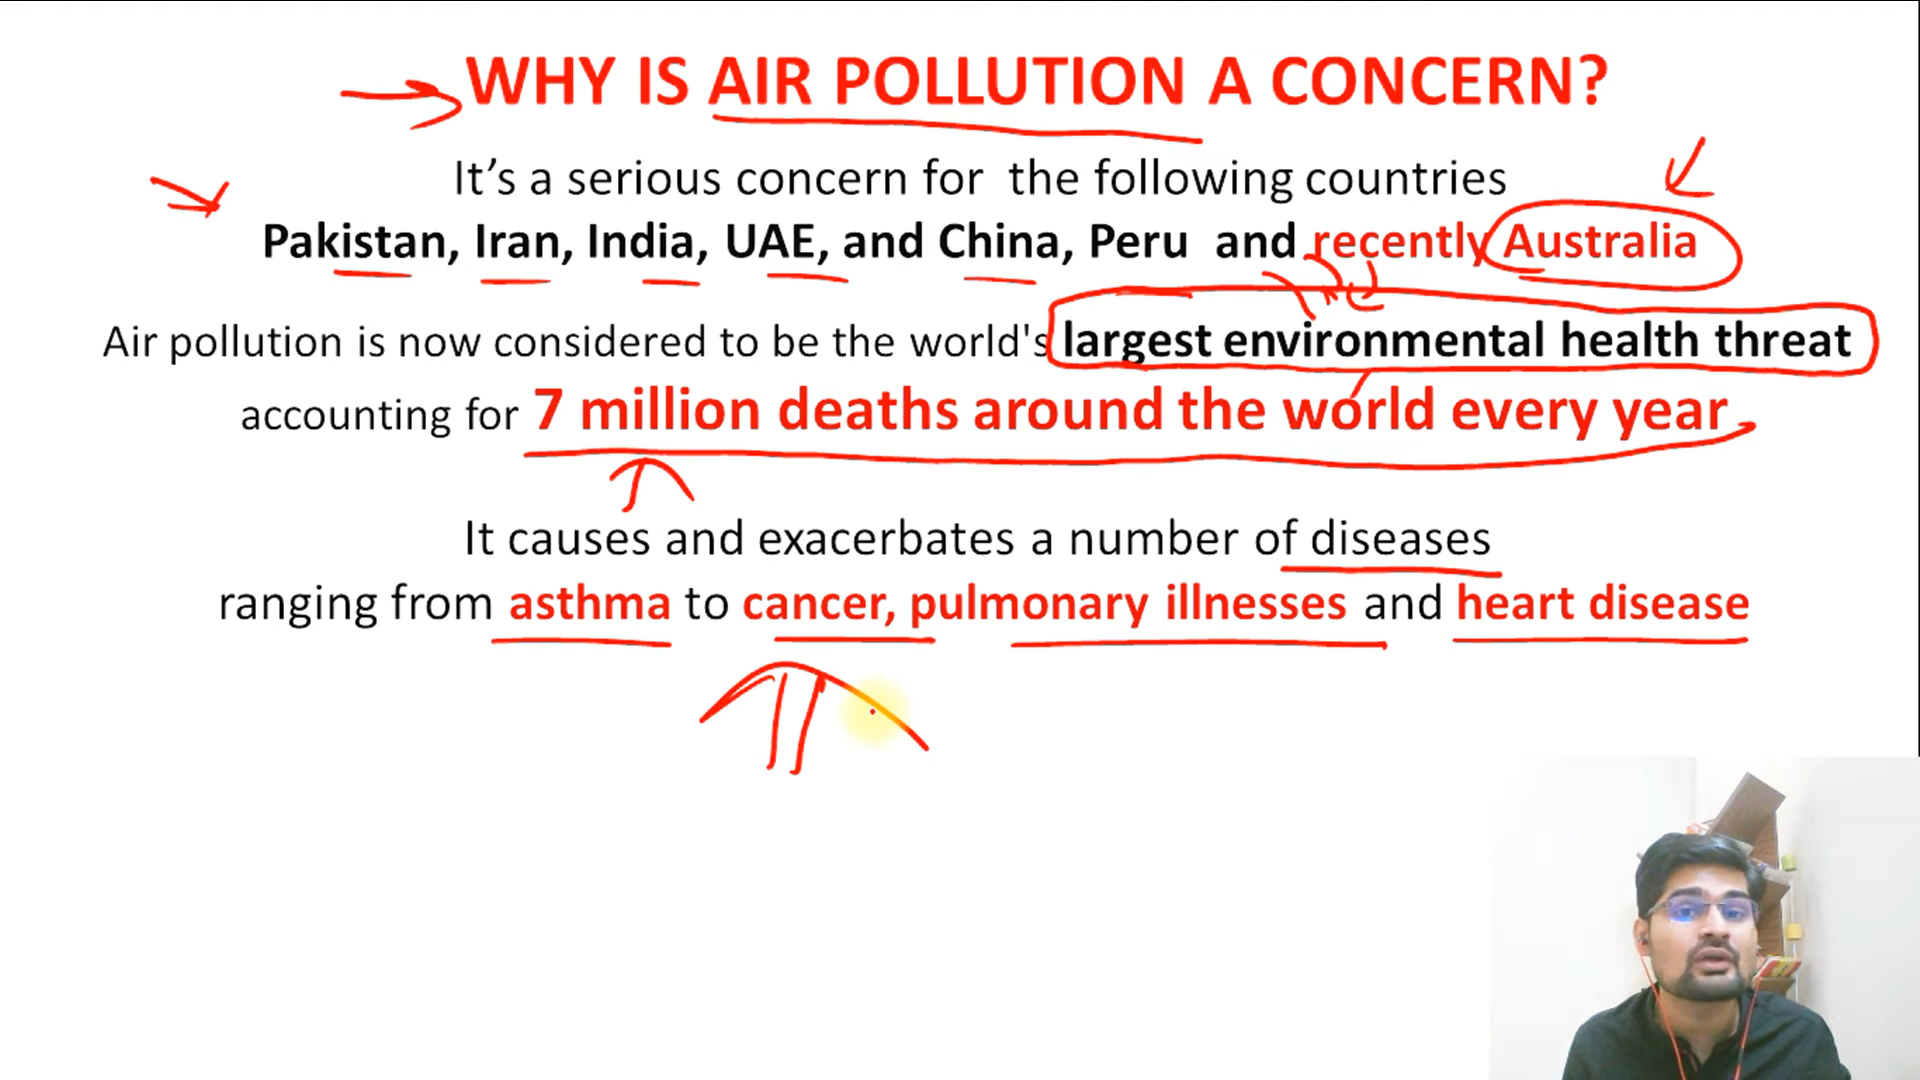 WHY IS AIR POLLUTION A CONCERN?
It’s a serious concern for the following countries
Pakistan, Iran, India, UAE, and China, Peru and recently Australia
Air pollution is now considered to be the world's largest environmental health threat
accounting for 7 million deaths around the world every year
It causes and exacerbates a number of diseases
ranging from asthma to cancer, pulmonary illnesses and heart disease